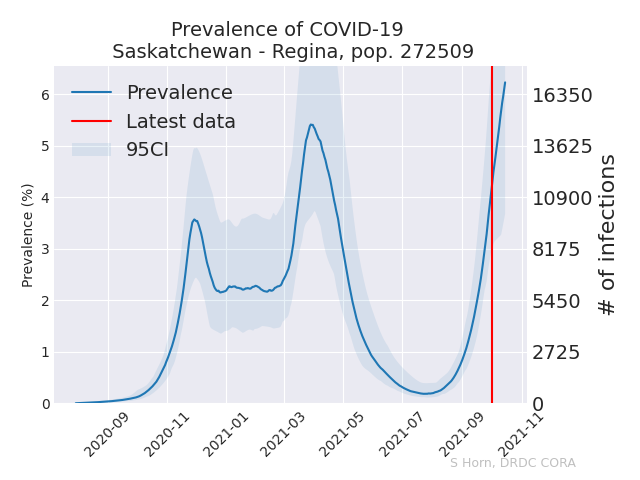 Prevalence of COVID-19
Saskatchewan - Regina, pop. 272509
Prevalence
Latest data
95CI
Prevalence (%)
6
5
4
3
2
1
0
16350
13625
10900
8175
5450
2725
0
# of infections
2020-09
2020-11
2021-01
2021-03
2021-05
2021-07
2021-09
2021-11
S Horn, DRDC CORA